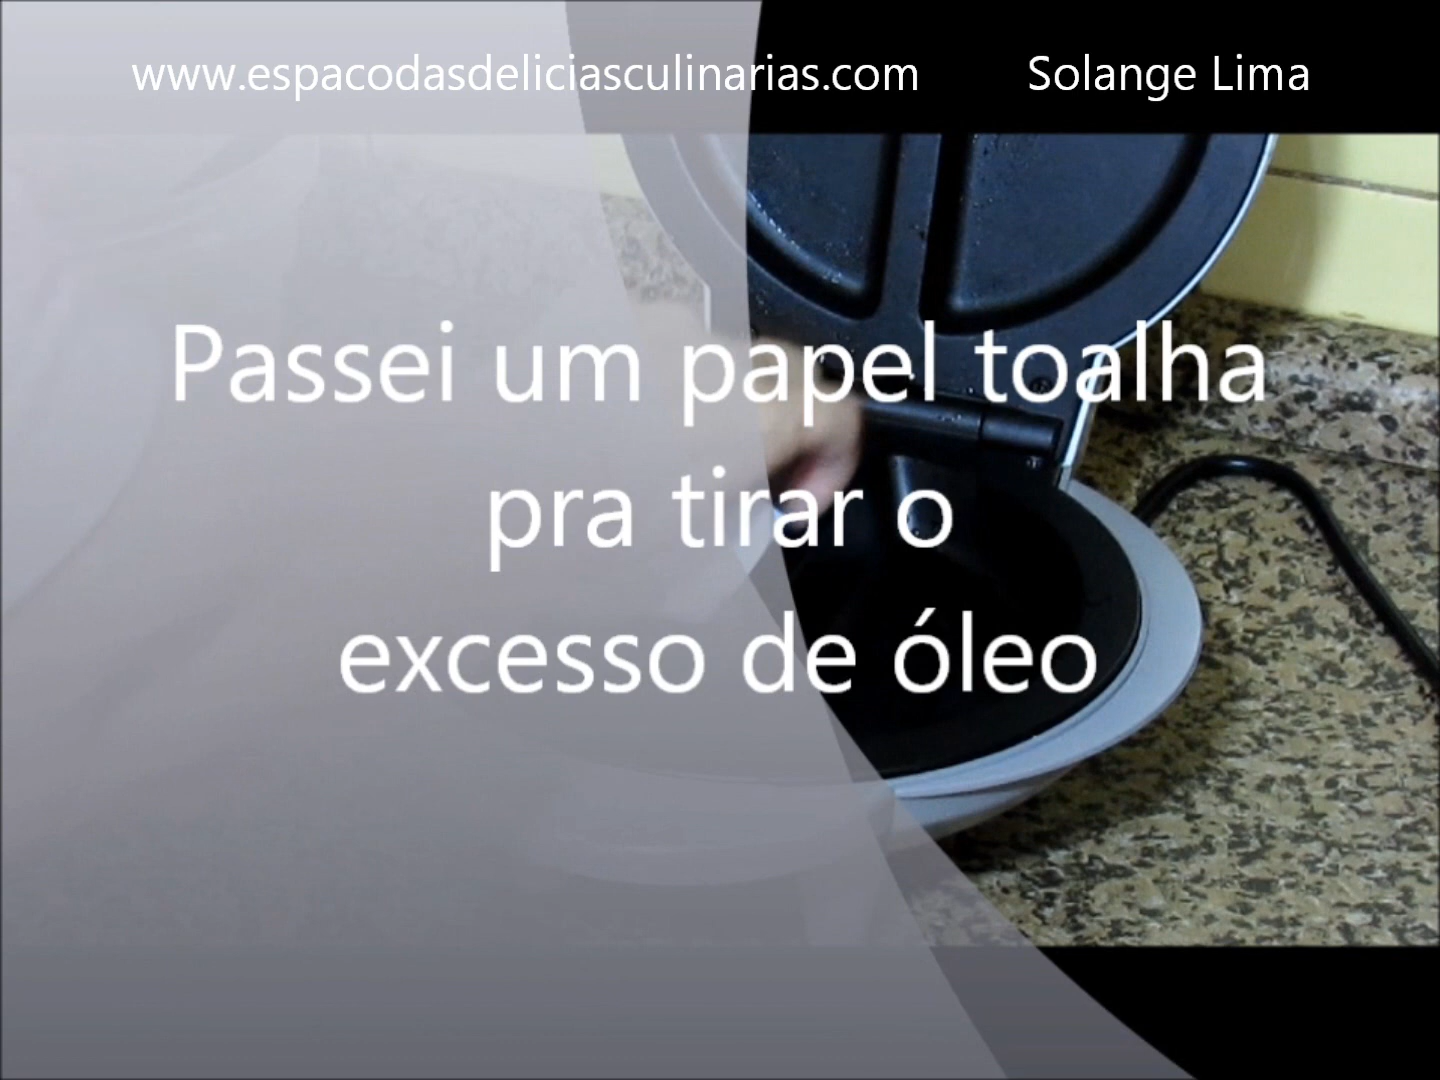 www.espacodasdeliciasculinarias.com Solange Lima
Passei um papel toalha
pra tirar o
excesso de óleo